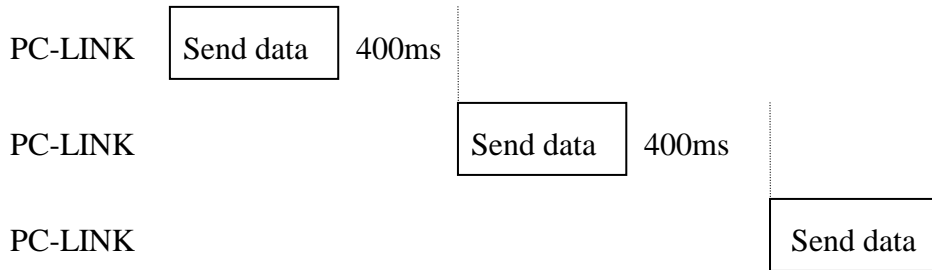 PC-LINK Send data 400ms
PC-LINK Send data 400ms
PC-LINK Send data